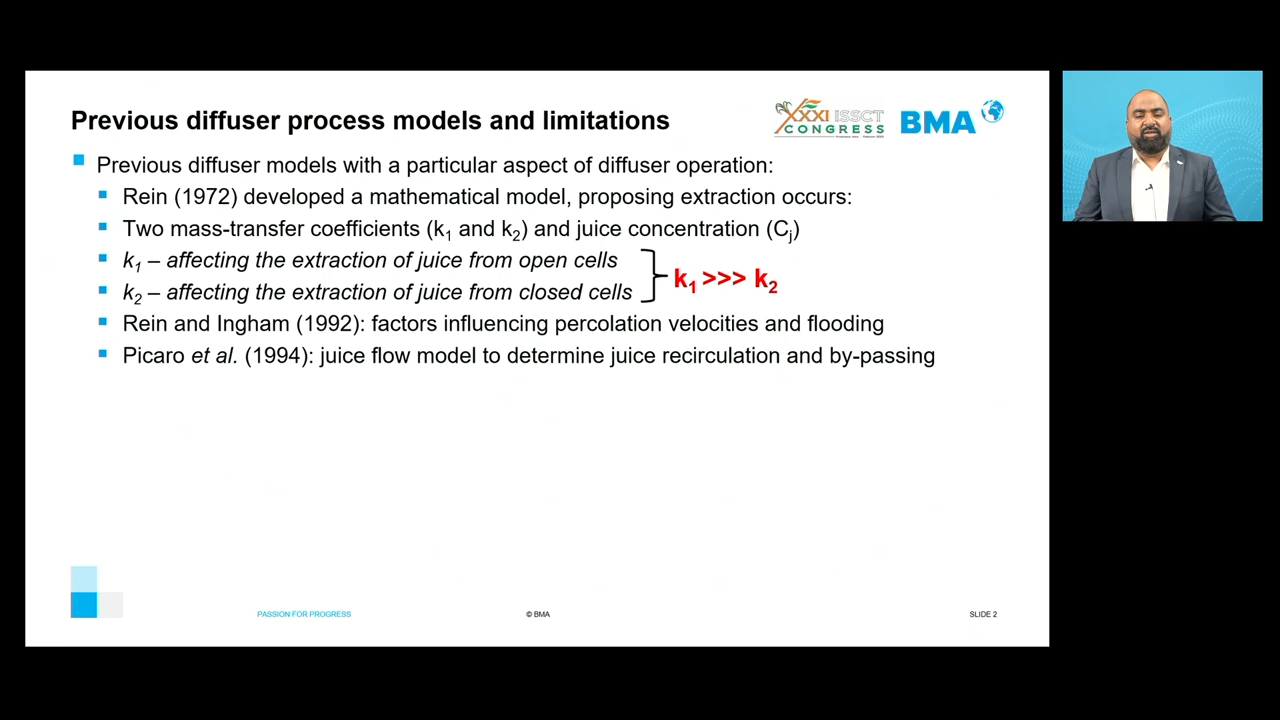 Previous diffuser process models and limitations
XXXI ISSCT
CONGRESS
BMA
Previous diffuser models with a particular aspect of diffuser operation:
Rein (1972) developed a mathematical model, proposing extraction occurs:
Two mass-transfer coefficients (k1 and k2) and juice concentration (Cj)
k1 – affecting the extraction of juice from open cells
k2 – affecting the extraction of juice from closed cells
k1 >>> k2
Rein and Ingham (1992): factors influencing percolation velocities and flooding
Picaro et al. (1994): juice flow model to determine juice recirculation and by-passing
PASSION FOR PROGRESS
© BMA
SLIDE 2